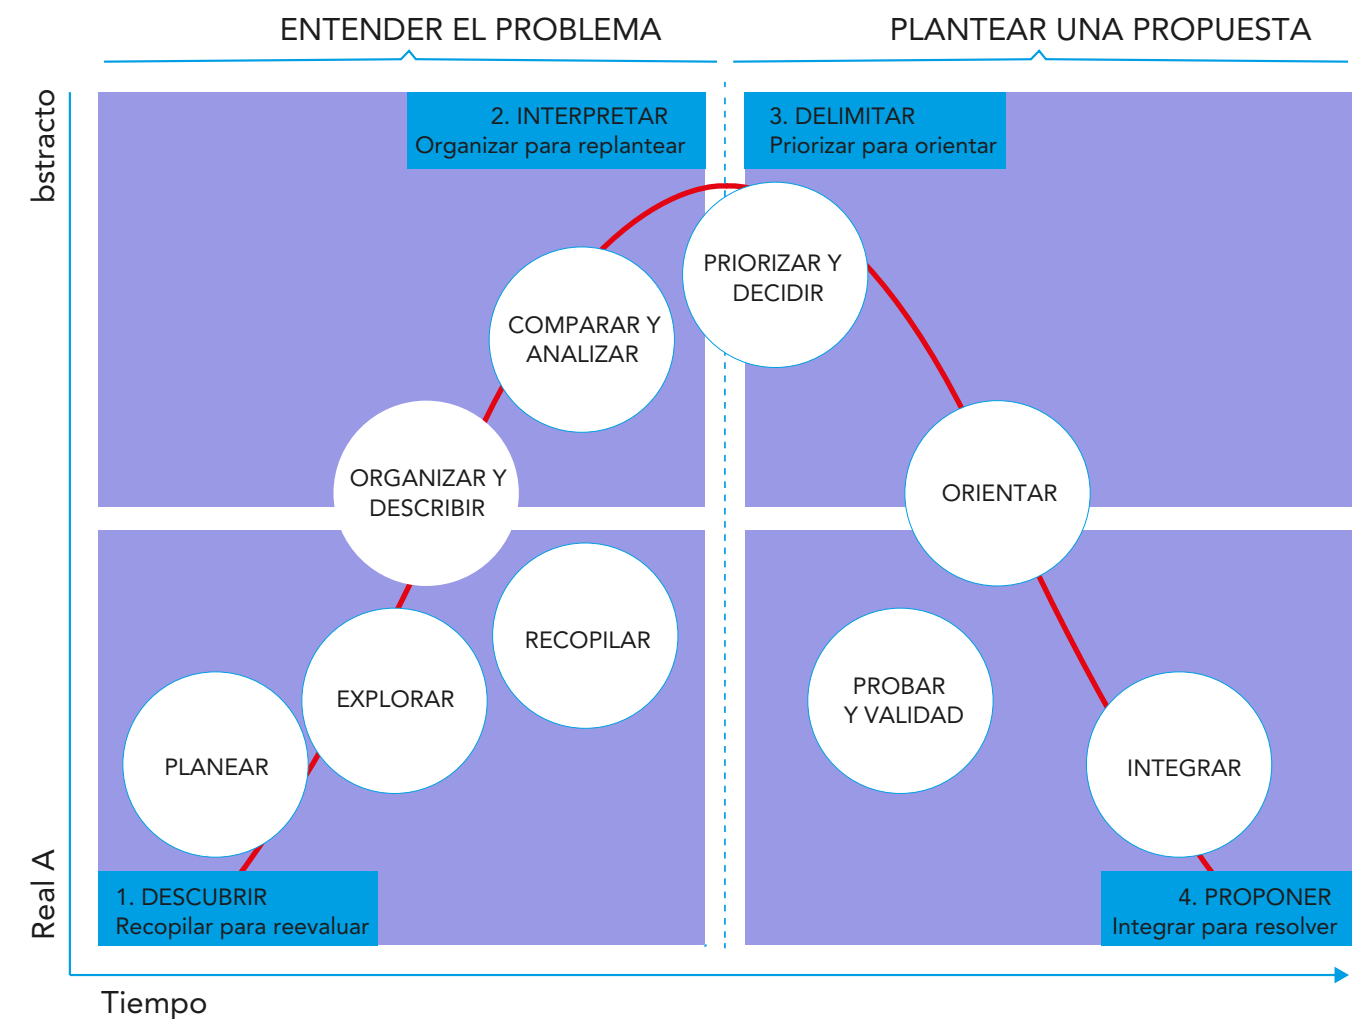 ENTENDER EL PROBLEMA
PLANTEAR UNA PROPUESTA
bstracto
2. INTERPRETAR
Organizar para replantear
3. DELIMITAR
Priorizar para orientar
PRIORIZAR Y
DECIDIR
COMPARAR Y
ANALIZAR
ORGANIZAR Y
DESCRIBIR
ORIENTAR
RECOPILAR
EXPLORAR
PLANEAR
PROBAR
Y VALIDAD
INTEGRAR
Real A
1. DESCUBRIR
Recopilar para reevaluar
4. PROPONER
Integrar para resolver
Tiempo